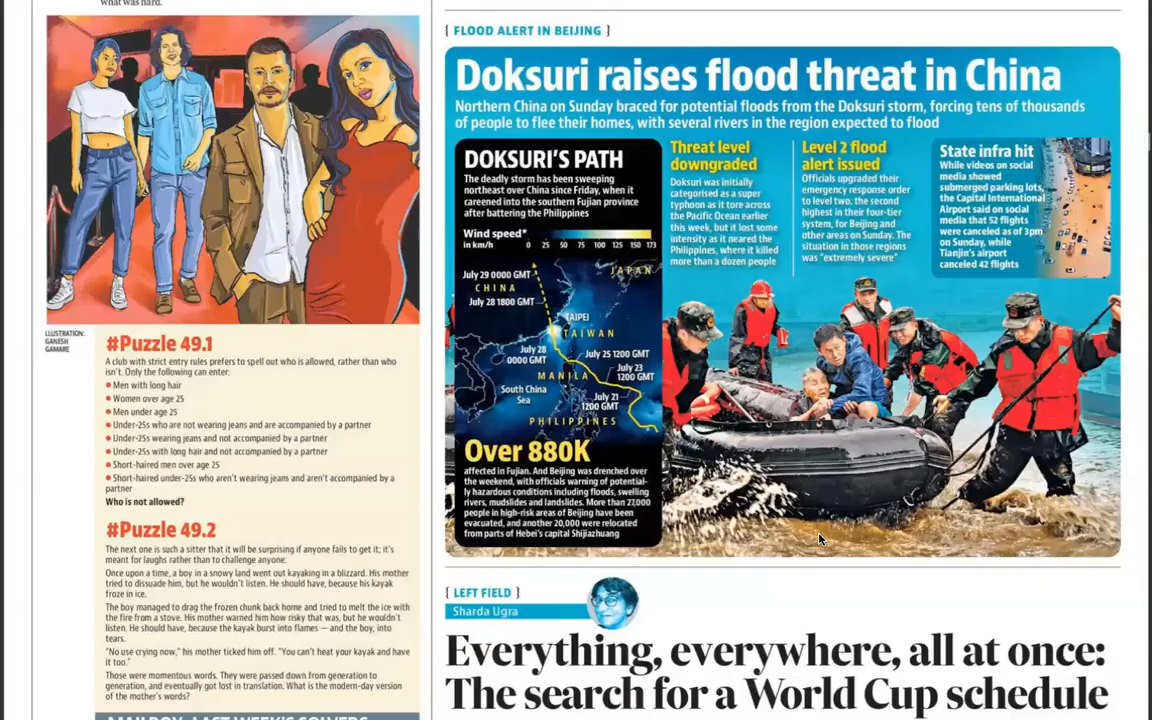 what was hard.
ILLUSTRATION:
GANESH
GAMARE
#Puzzle 49.1
A club with strict entry rules prefers to spell out who is allowed, rather than who
isn't. Only the following can enter:
Men with long hair
Women over age 25
Men under age 25
Under-25s who are not wearing jeans and are accompanied by a partner
Under-25s wearing jeans and not accompanied by a partner
Under-25s with long hair and not accompanied by a partner
Short-haired men over age 25
Short-haired under-25s who aren't wearing jeans and aren't accompanied by a
partner
Who is not allowed?
#Puzzle 49.2
The next one is such a sitter that it will be surprising if anyone fails to get it; it's
meant for laughs rather than to challenge anyone.
Once upon a time, a boy in a snowy land went out kayaking in a blizzard. His mother
tried to dissuade him, but he wouldn't listen. He should have, because his kayak
froze in ice.
The boy managed to drag the frozen chunk back home and tried to melt the ice with
the fire from a stove. His mother warned him how risky that was, but he wouldn't
listen. He should have, because the kayak burst into flames — and the boy, into
tears.
"No use crying now," his mother ticked him off. "You can't heat your kayak and have
it too."
Those were momentous words. They were passed down from generation to
generation, and eventually got lost in translation. What is the modern-day version
of the mother's words?
MAILBOX: LAST WEEK'S SOLVERS
[ FLOOD ALERT IN BEIJING ]
Doksuri raises flood threat in China
Northern China on Sunday braced for potential floods from the Doksuri storm, forcing tens of thousands
of people to flee their homes, with several rivers in the region expected to flood
DOKSURI'S PATH
The deadly storm has been sweeping
northeast over China since Friday, when it
careened into the southern Fujian province
after battering the Philippines
Wind speed*
in km/h
0 25 50 75 100 125 150 173
July 29 0000 GMT
JAPAN
CHINA
July 28 1800 GMT
TAIPEI
TAIWAN
July 28
0000 GMT
July 25 1200 GMT
July 23
1200 GMT
MANILA
South China
Sea
July 21
1200 GMT
PHILIPPINES
Over 880K
affected in Fujian. And Beijing was drenched over
the weekend, with officials warning of potential-
ly hazardous conditions including floods, swelling
rivers, mudslides and landslides. More than 27,000
people in high-risk areas of Beijing have been
evacuated, and another 20,000 were relocated
from parts of Hebei's capital Shijiazhuang
Threat level
downgraded
Doksuri was initially
categorised as a super
typhoon as it tore across
the Pacific Ocean earlier
this week, but it lost some
intensity as it neared the
Philippines, where it killed
more than a dozen people
Level 2 flood
alert issued
Officials upgraded their
emergency response order
to level two, the second
highest in their four-tier
system, for Beijing and
other areas on Sunday. The
situation in those regions
was "extremely severe"
State infra hit
While videos on social
media showed
submerged parking lots,
the Capital International
Airport said on social
media that 52 flights
were canceled as of 3pm
on Sunday, while
Tianjin's airport
canceled 42 flights
[ LEFT FIELD ]
Sharda Ugra
Everything, everywhere, all at once:
The search for a World Cup schedule